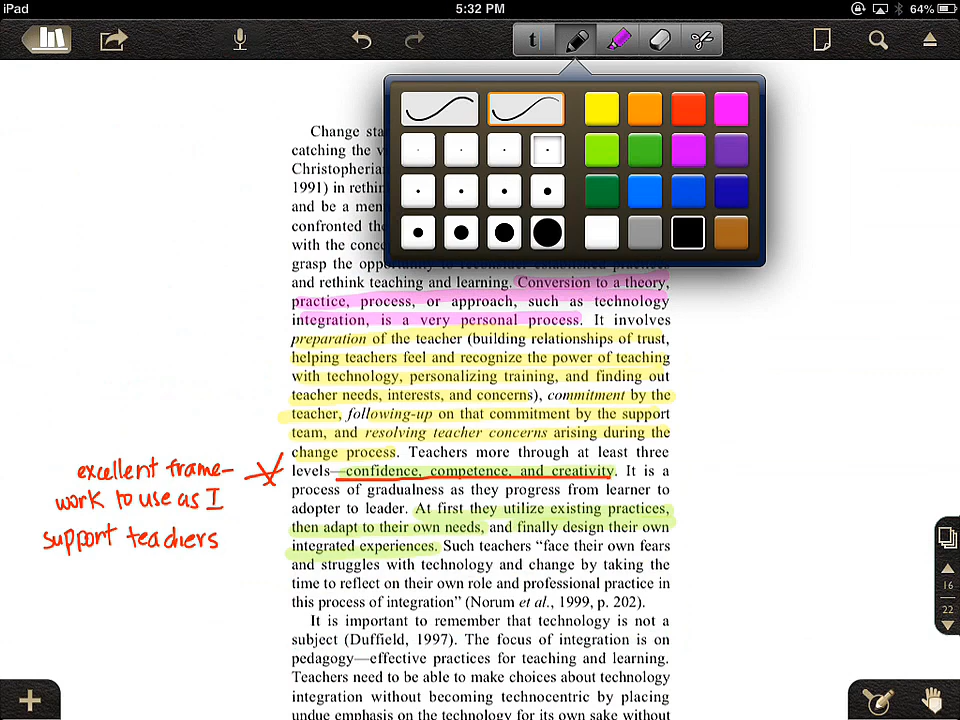 iPad
5:32 PM
64%
t
Change sta
catching the v
Christopheria
1991) in rethin
and be a men
confronted the
with the conce
grasp the opportu
and rethink teaching and learning. Conversion to a theory,
practice, process, or approach, such as technology
integration, is a very personal process. It involves
preparation of the teacher (building relationships of trust,
helping teachers feel and recognize the power of teaching
with technology, personalizing training, and finding out
teacher needs, interests, and concerns), commitment by the
teacher, following-up on that commitment by the support
team, and resolving teacher concerns arising during the
change process. Teachers more through at least three
levels—confidence, competence, and creativity. It is a
process of gradualness as they progress from learner to
adopter to leader. At first they utilize existing practices,
then adapt to their own needs, and finally design their own
integrated experiences. Such teachers “face their own fears
and struggles with technology and change by taking the
time to reflect on their own role and professional practice in
this process of integration” (Norum et al., 1999, p. 202).
It is important to remember that technology is not a
subject (Duffield, 1997). The focus of integration is on
pedagogy—effective practices for teaching and learning.
Teachers need to be able to make choices about technology
integration without becoming technocentric by placing
undue emphasis on the technology for its own sake without
excellent frame-
work to use as I
support teachers
16
22